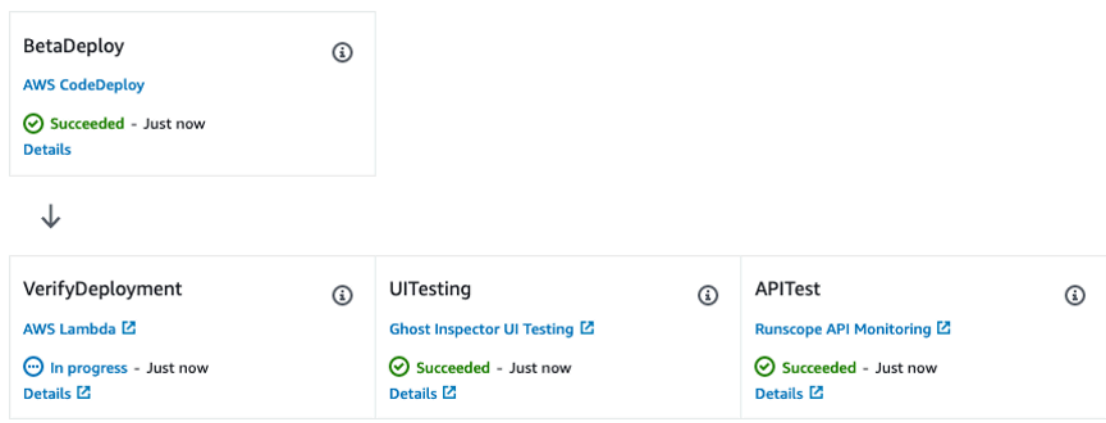 BetaDeploy
AWS CodeDeploy
Succeeded - Just now
Details
VerifyDeployment
AWS Lambda
In progress - Just now
Details
UITesting
Ghost Inspector UI Testing
Succeeded - Just now
Details
APITest
Runscope API Monitoring
Succeeded - Just now
Details